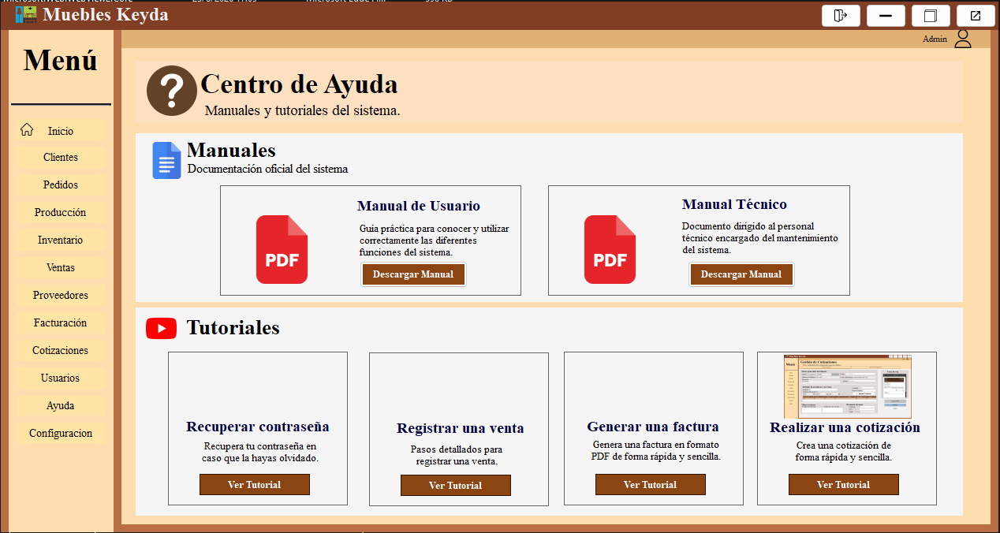 Muebles Keyda
Admin
Menú
Inicio
Clientes
Pedidos
Producción
Inventario
Ventas
Proveedores
Facturación
Cotizaciones
Usuarios
Ayuda
Configuracion
Centro de Ayuda
Manuales y tutoriales del sistema.
Manuales
Documentación oficial del sistema
PDF
Manual de Usuario
Guia práctica para conocer y utilizar
correctamente las diferentes
funciones del sistema.
Descargar Manual
PDF
Manual Técnico
Documento dirigido al personal
técnico encargado del mantenimiento
del sistema.
Descargar Manual
Tutoriales
Recuperar contraseña
Recupera tu contraseña en
caso que la hayas olvidado.
Ver Tutorial
Registrar una venta
Pasos detallados para
registrar una venta.
Ver Tutorial
Generar una factura
Genera una factura en formato
PDF de forma rápida y sencilla.
Ver Tutorial
Gestión de Cotizaciones
Menú
Realizar una cotización
Crea una cotización de
forma rápida y sencilla.
Ver Tutorial